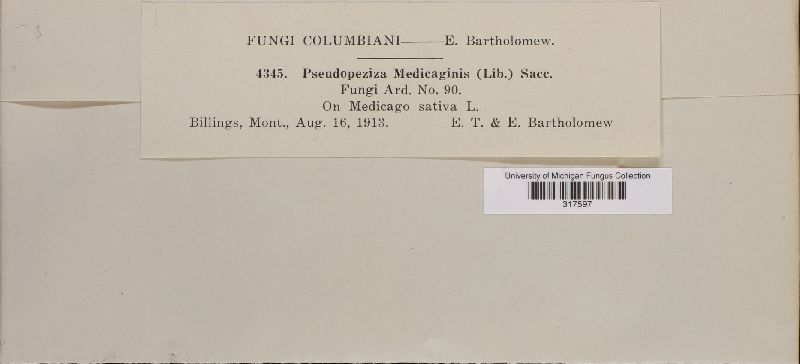 FUNGI COLUMBIANI——E. Bartholomew.
4345. Pseudopeziza Medicaginis (Lib.) Sacc.
Fungi Ard. No. 90.
On Medicago sativa L.
Billings, Mont., Aug. 16, 1913. E. T. & E. Bartholomew
University of Michigan Fungus Collection
317597